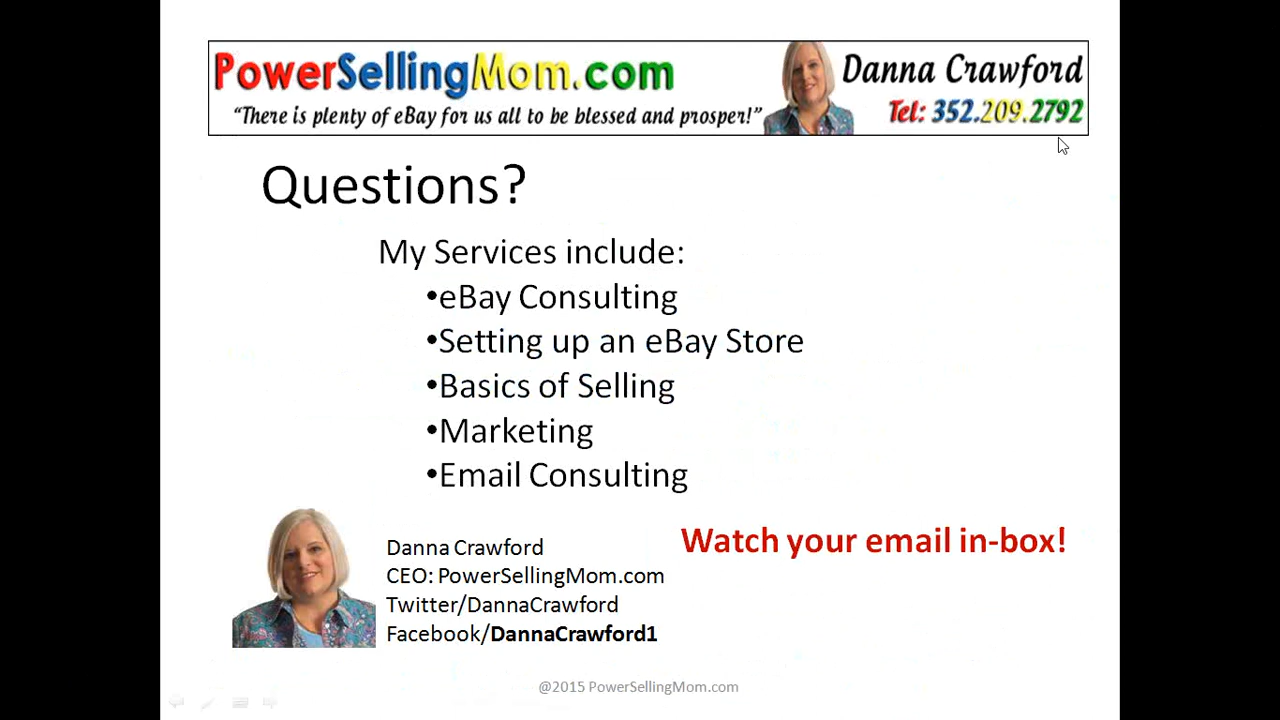 PowerSellingMom.com
"There is plenty of eBay for us all to be blessed and prosper!"
Danna Crawford
Tel: 352.209.2792
Questions?
My Services include:
•eBay Consulting
•Setting up an eBay Store
•Basics of Selling
•Marketing
•Email Consulting
Danna Crawford
CEO: PowerSellingMom.com
Twitter/DannaCrawford
Facebook/DannaCrawford1
Watch your email in-box!
@2015 PowerSellingMom.com